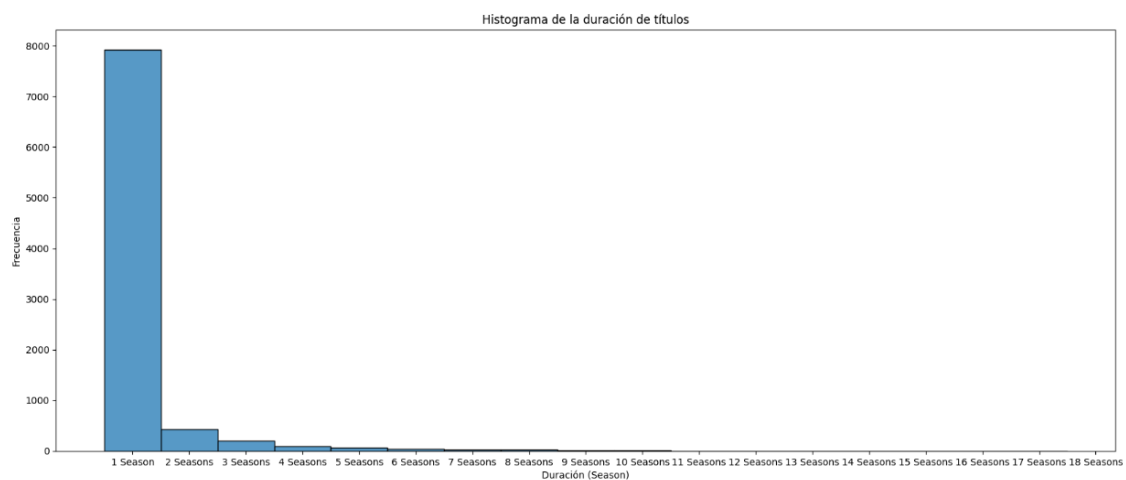 Histograma de la duración de títulos
8000
7000
6000
5000
4000
3000
2000
1000
0
Frecuencia
1 Season 2 Seasons 3 Seasons 4 Seasons 5 Seasons 6 Seasons 7 Seasons 8 Seasons 9 Seasons 10 Seasons 11 Seasons 12 Seasons 13 Seasons 14 Seasons 15 Seasons 16 Seasons 17 Seasons 18 Seasons
Duración (Season)